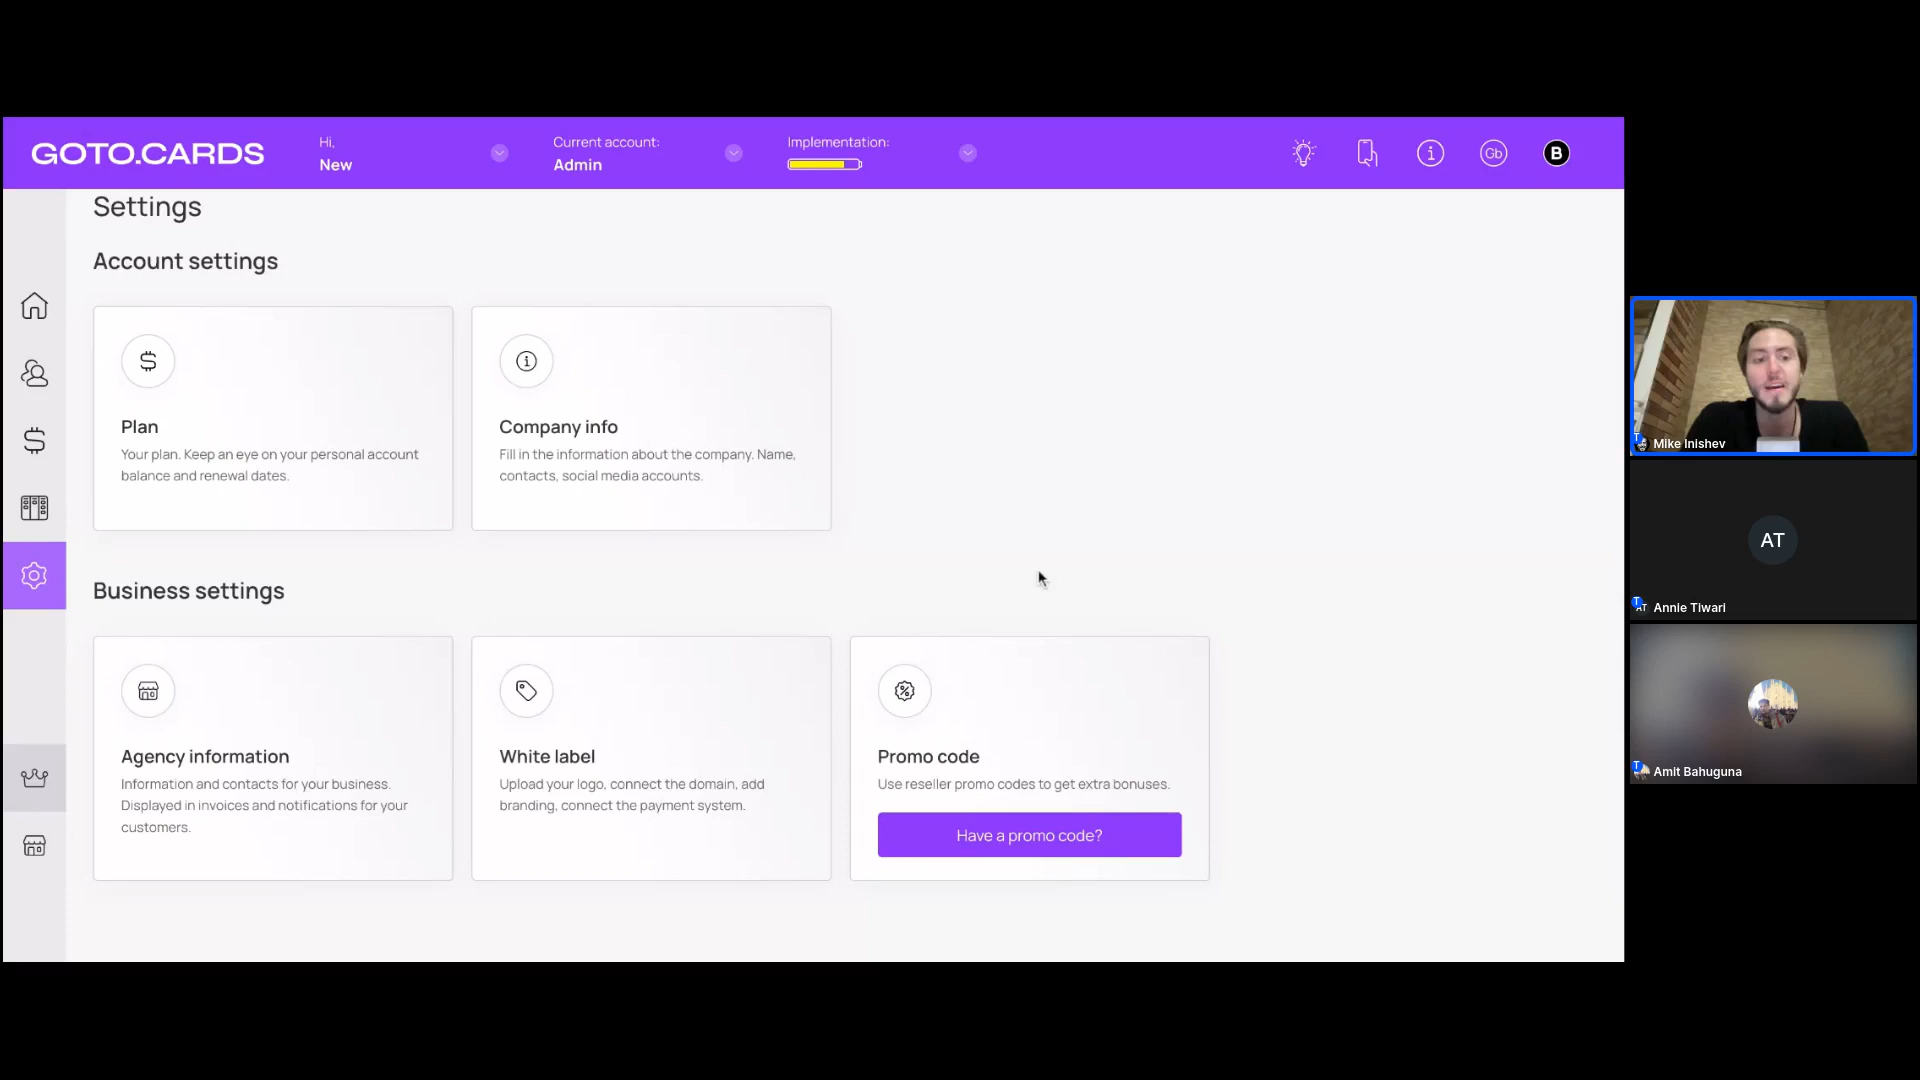 GOTO.CARDS
Hi,
New
Current account:
Admin
Implementation:
Gb
B
Settings
Account settings
Plan
Your plan. Keep an eye on your personal account
balance and renewal dates.
Company info
Fill in the information about the company. Name,
contacts, social media accounts.
Business settings
Agency information
Information and contacts for your business.
Displayed in invoices and notifications for your
customers.
White label
Upload your logo, connect the domain, add
branding, connect the payment system.
Promo code
Use reseller promo codes to get extra bonuses.
Have a promo code?
T
Mike Inishev
AT
T
AT
Annie Tiwari
T
Amit Bahuguna